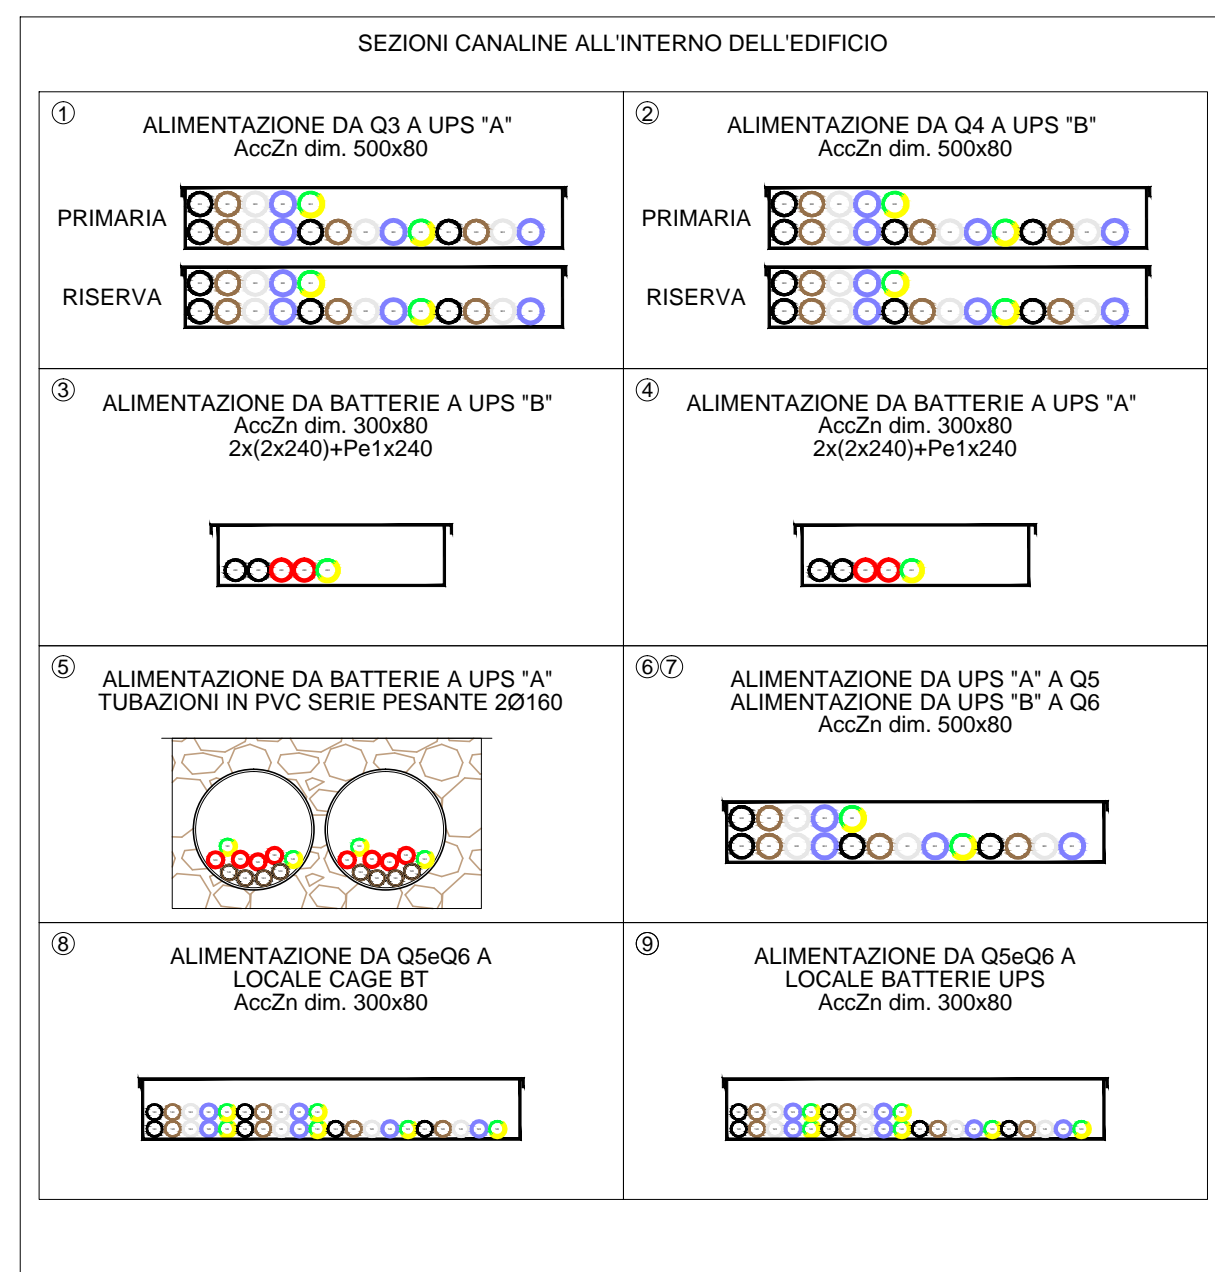 SEZIONI CANALINE ALL'INTERNO DELL'EDIFICIO
①
ALIMENTAZIONE DA Q3 A UPS "A"
AccZn dim. 500x80
PRIMARIA
RISERVA
②
ALIMENTAZIONE DA Q4 A UPS "B"
AccZn dim. 500x80
PRIMARIA
RISERVA
③
ALIMENTAZIONE DA BATTERIE A UPS "B"
AccZn dim. 300x80
2x(2x240)+Pe1x240
④
ALIMENTAZIONE DA BATTERIE A UPS "A"
AccZn dim. 300x80
2x(2x240)+Pe1x240
⑤
ALIMENTAZIONE DA BATTERIE A UPS "A"
TUBAZIONI IN PVC SERIE PESANTE 2Ø160
⑥⑦
ALIMENTAZIONE DA UPS "A" A Q5
ALIMENTAZIONE DA UPS "B" A Q6
AccZn dim. 500x80
⑧
ALIMENTAZIONE DA Q5eQ6 A
LOCALE CAGE BT
AccZn dim. 300x80
⑨
ALIMENTAZIONE DA Q5eQ6 A
LOCALE BATTERIE UPS
AccZn dim. 300x80